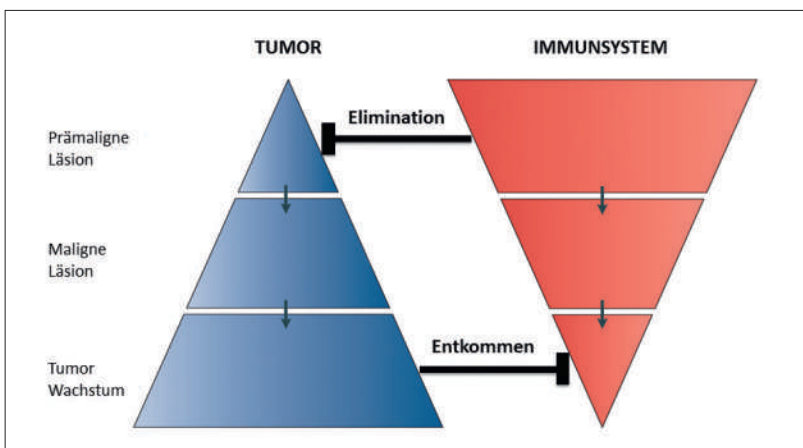 TUMOR
IMMUNSYSTEM
Elimination
Prämaligne
Läsion
Maligne
Läsion
Entkommen
Tumor
Wachstum